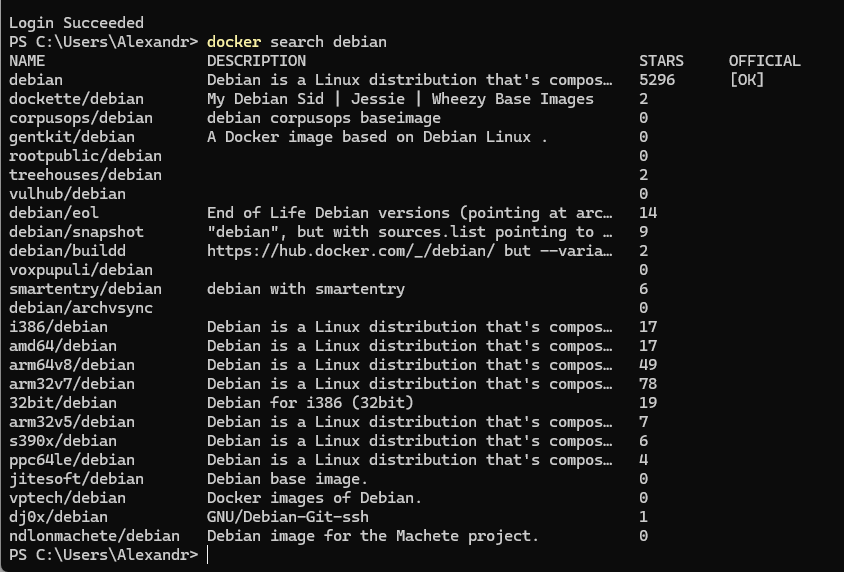 Login Succeeded
PS C:\Users\Alexandr> docker search debian
NAME                  DESCRIPTION                                     STARS     OFFICIAL
debian                Debian is a Linux distribution that's compos…   5296      [OK]
dockette/debian       My Debian Sid | Jessie | Wheezy Base Images     2
corpusops/debian      debian corpusops baseimage                      0
gentkit/debian        A Docker image based on Debian Linux .          0
rootpublic/debian                                                     0
treehouses/debian                                                     2
vulhub/debian                                                         0
debian/eol            End of Life Debian versions (pointing at arc…   14
debian/snapshot       "debian", but with sources.list pointing to …   9
debian/buildd         https://hub.docker.com/_/debian/ but --varia…   2
voxpupuli/debian                                                      0
smartentry/debian     debian with smartentry                          6
debian/archvsync                                                      0
i386/debian           Debian is a Linux distribution that's compos…   17
amd64/debian          Debian is a Linux distribution that's compos…   17
arm64v8/debian        Debian is a Linux distribution that's compos…   49
arm32v7/debian        Debian is a Linux distribution that's compos…   78
32bit/debian          Debian for i386 (32bit)                         19
arm32v5/debian        Debian is a Linux distribution that's compos…   7
s390x/debian          Debian is a Linux distribution that's compos…   6
ppc64le/debian        Debian is a Linux distribution that's compos…   4
jitesoft/debian       Debian base image.                              0
vptech/debian         Docker images of Debian.                        0
dj0x/debian           GNU/Debian-Git-ssh                              1
ndlonmachete/debian   Debian image for the Machete project.           0
PS C:\Users\Alexandr>